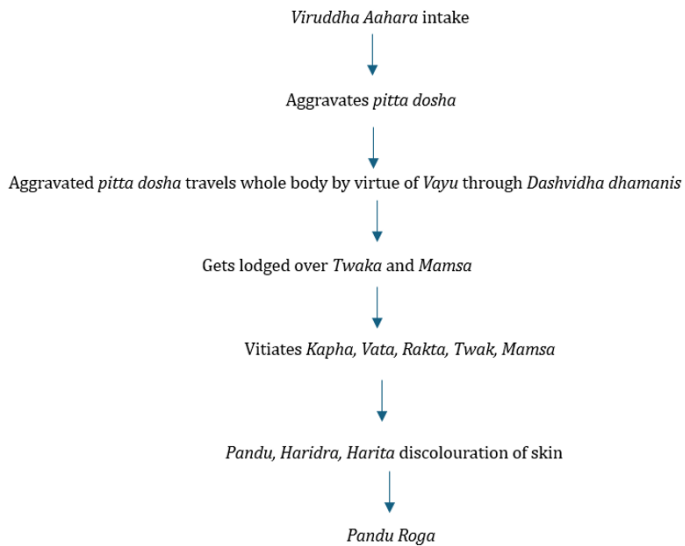 Viruddha Aahara intake
Aggravates pitta dosha
Aggravated pitta dosha travels whole body by virtue of Vayu through Dashvidha dhamanis
Gets lodged over Twaka and Mamsa
Vitiates Kapha, Vata, Rakta, Twak, Mamsa
Pandu, Haridra, Harita discolouration of skin
Pandu Roga